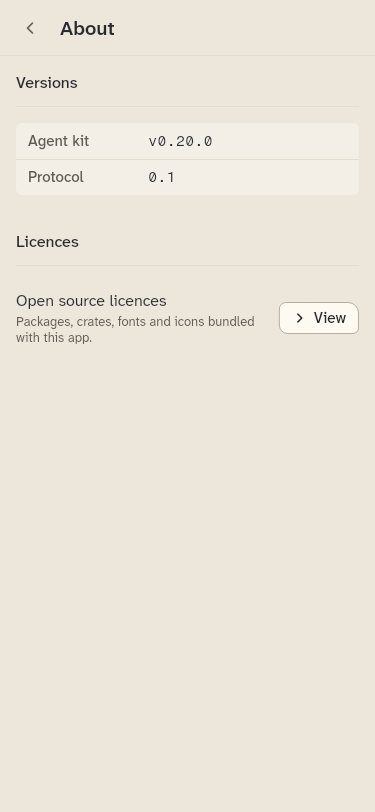 About
Versions
Agent kit v0.20.0
Protocol 0.1
Licences
Open source licences
Packages, crates, fonts and icons bundled
with this app.
View